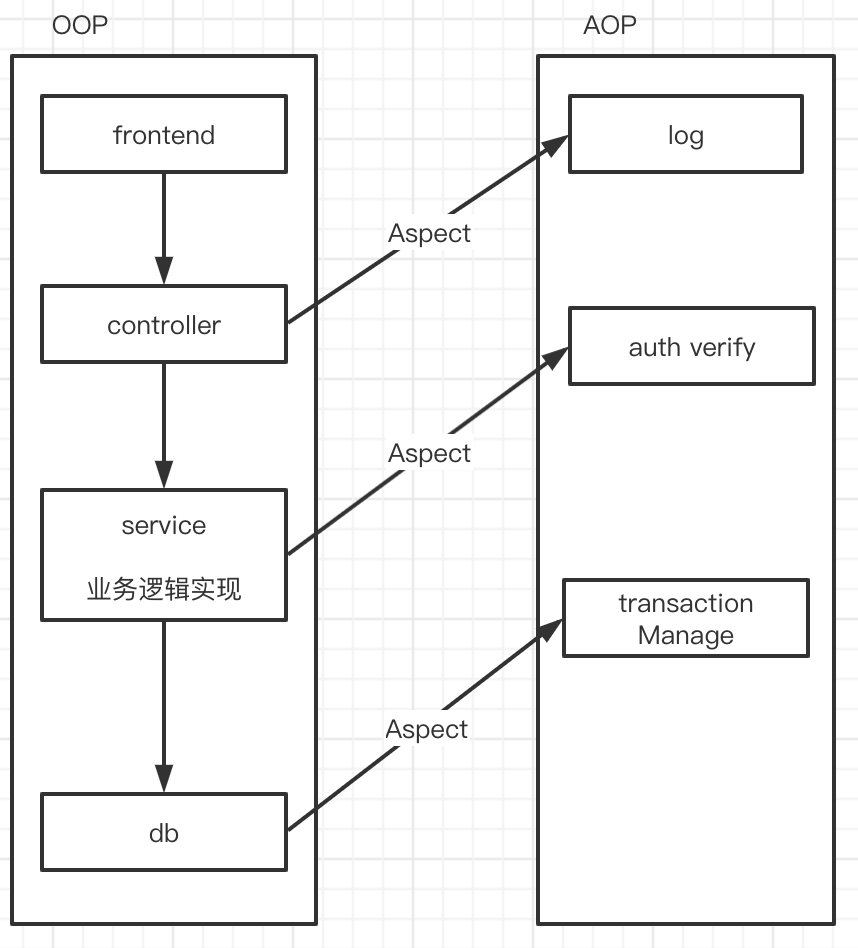 OOP
AOP
frontend
log
Aspect
controller
auth verify
Aspect
service
业务逻辑实现
transaction
Manage
Aspect
db